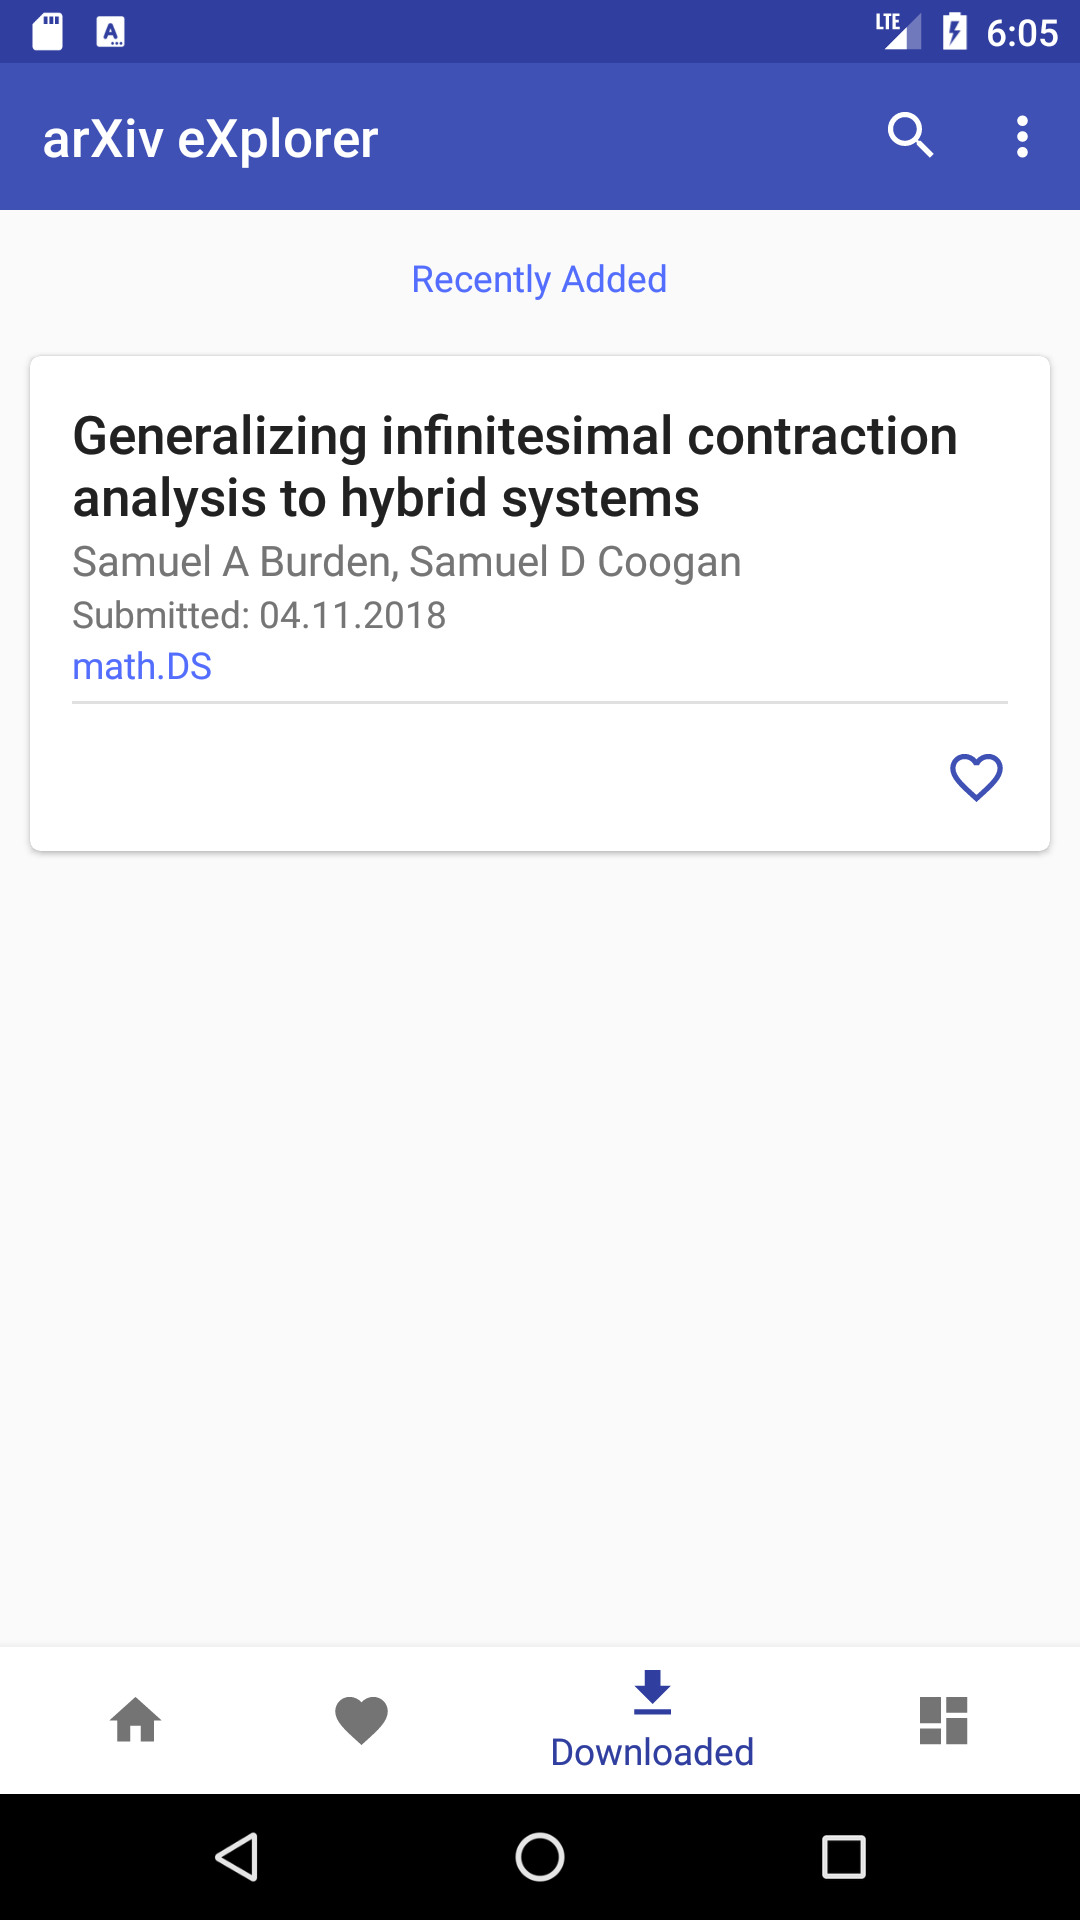 LTE 6:05
arXiv eXplorer
Recently Added
Generalizing infinitesimal contraction
analysis to hybrid systems
Samuel A Burden, Samuel D Coogan
Submitted: 04.11.2018
math.DS
Downloaded